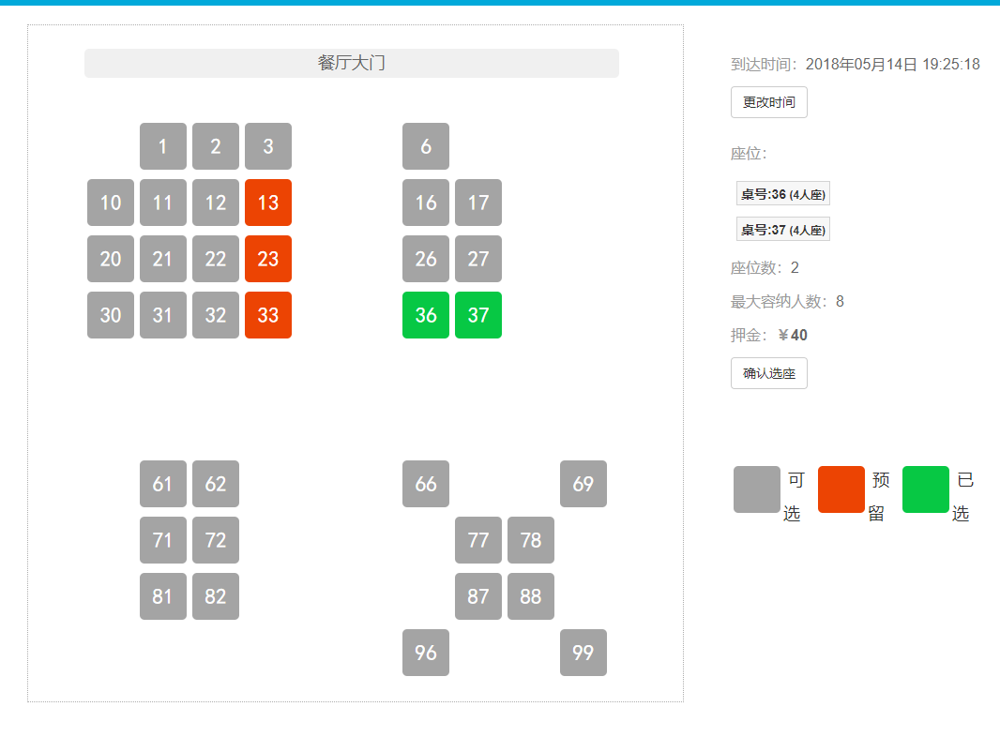 餐厅大门
1 2 3 6
10 11 12 13 16 17
20 21 22 23 26 27
30 31 32 33 36 37
61 62 66 69
71 72 77 78
81 82 87 88
96 99
到达时间：2018年05月14日 19:25:18
更改时间
座位：
桌号:36 (4人座)
桌号:37 (4人座)
座位数：2
最大容纳人数：8
押金：￥40
确认选座
可选
预留
已选